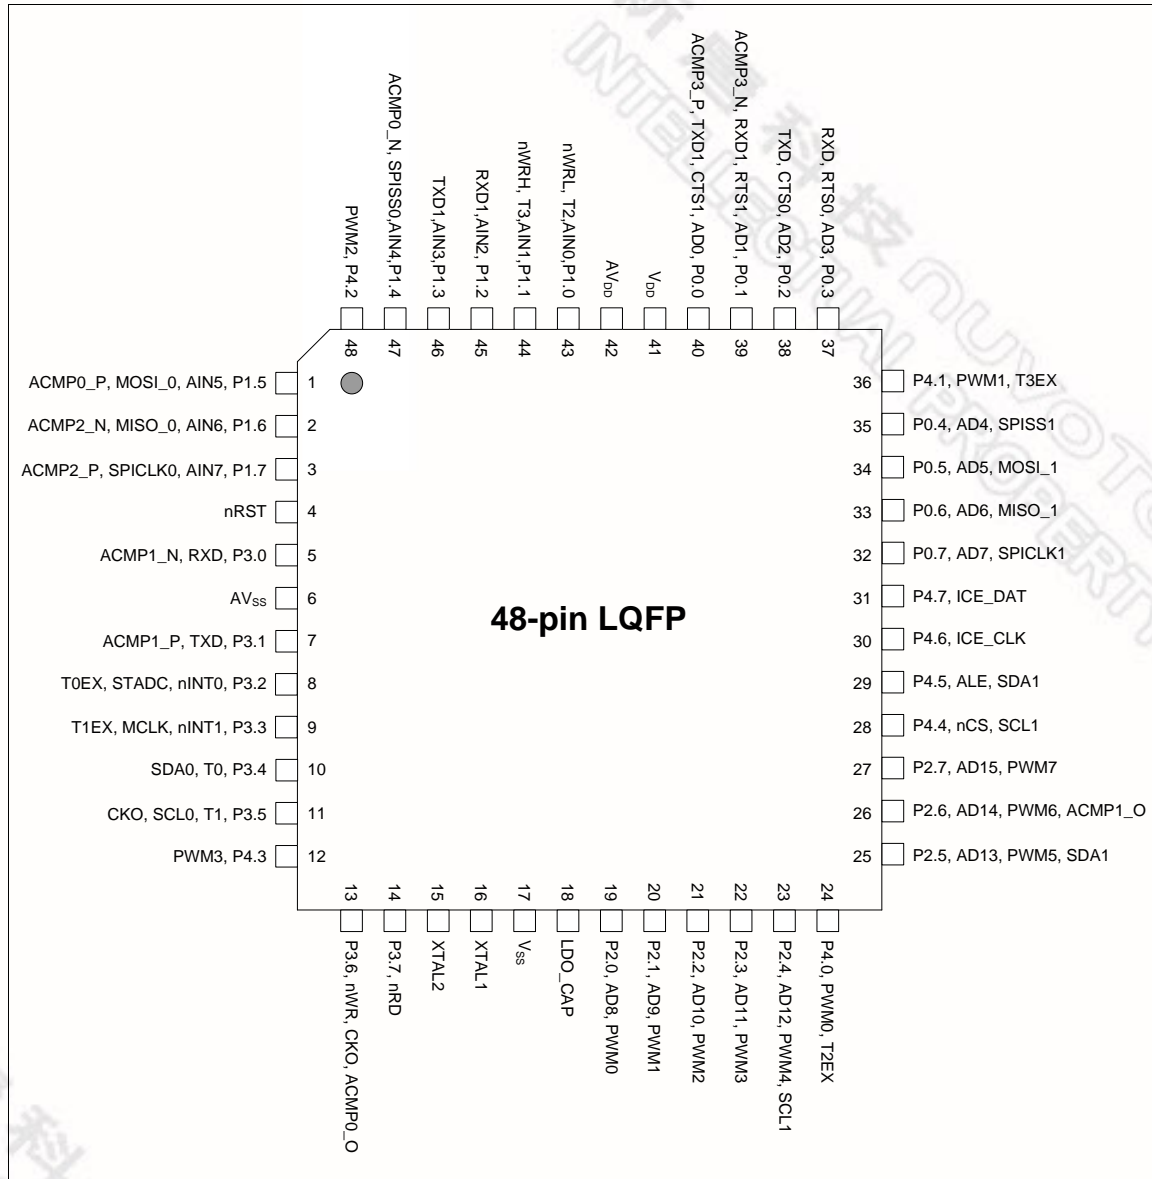 ACMP0_N, SPISS0,AIN4,P1.4
PWM2, P4.2
TXD1,AIN3,P1.3
RXD1,AIN2, P1.2
nWRH, T3,AIN1,P1.1
nWRL, T2,AIN0,P1.0
AVDD
VDD
ACMP3_P, TXD1, CTS1, AD0, P0.0
ACMP3_N, RXD1, RTS1, AD1, P0.1
TXD, CTS0, AD2, P0.2
RXD, RTS0, AD3, P0.3
48 47 46 45 44 43 42 41 40 39 38 37
ACMP0_P, MOSI_0, AIN5, P1.5 1
ACMP2_N, MISO_0, AIN6, P1.6 2
ACMP2_P, SPICLK0, AIN7, P1.7 3
nRST 4
ACMP1_N, RXD, P3.0 5
AVSS 6
ACMP1_P, TXD, P3.1 7
T0EX, STADC, nINT0, P3.2 8
T1EX, MCLK, nINT1, P3.3 9
SDA0, T0, P3.4 10
CKO, SCL0, T1, P3.5 11
PWM3, P4.3 12
48-pin LQFP
36 P4.1, PWM1, T3EX
35 P0.4, AD4, SPISS1
34 P0.5, AD5, MOSI_1
33 P0.6, AD6, MISO_1
32 P0.7, AD7, SPICLK1
31 P4.7, ICE_DAT
30 P4.6, ICE_CLK
29 P4.5, ALE, SDA1
28 P4.4, nCS, SCL1
27 P2.7, AD15, PWM7
26 P2.6, AD14, PWM6, ACMP1_O
25 P2.5, AD13, PWM5, SDA1
13 14 15 16 17 18 19 20 21 22 23 24
P3.6, nWR, CKO, ACMP0_O
P3.7, nRD
XTAL2
XTAL1
VSS
LDO_CAP
P2.0, AD8, PWM0
P2.1, AD9, PWM1
P2.2, AD10, PWM2
P2.3, AD11, PWM3
P2.4, AD12, PWM4, SCL1
P4.0, PWM0, T2EX
科技 nuvoTo
INTELLECTUAL PROPERTY
科